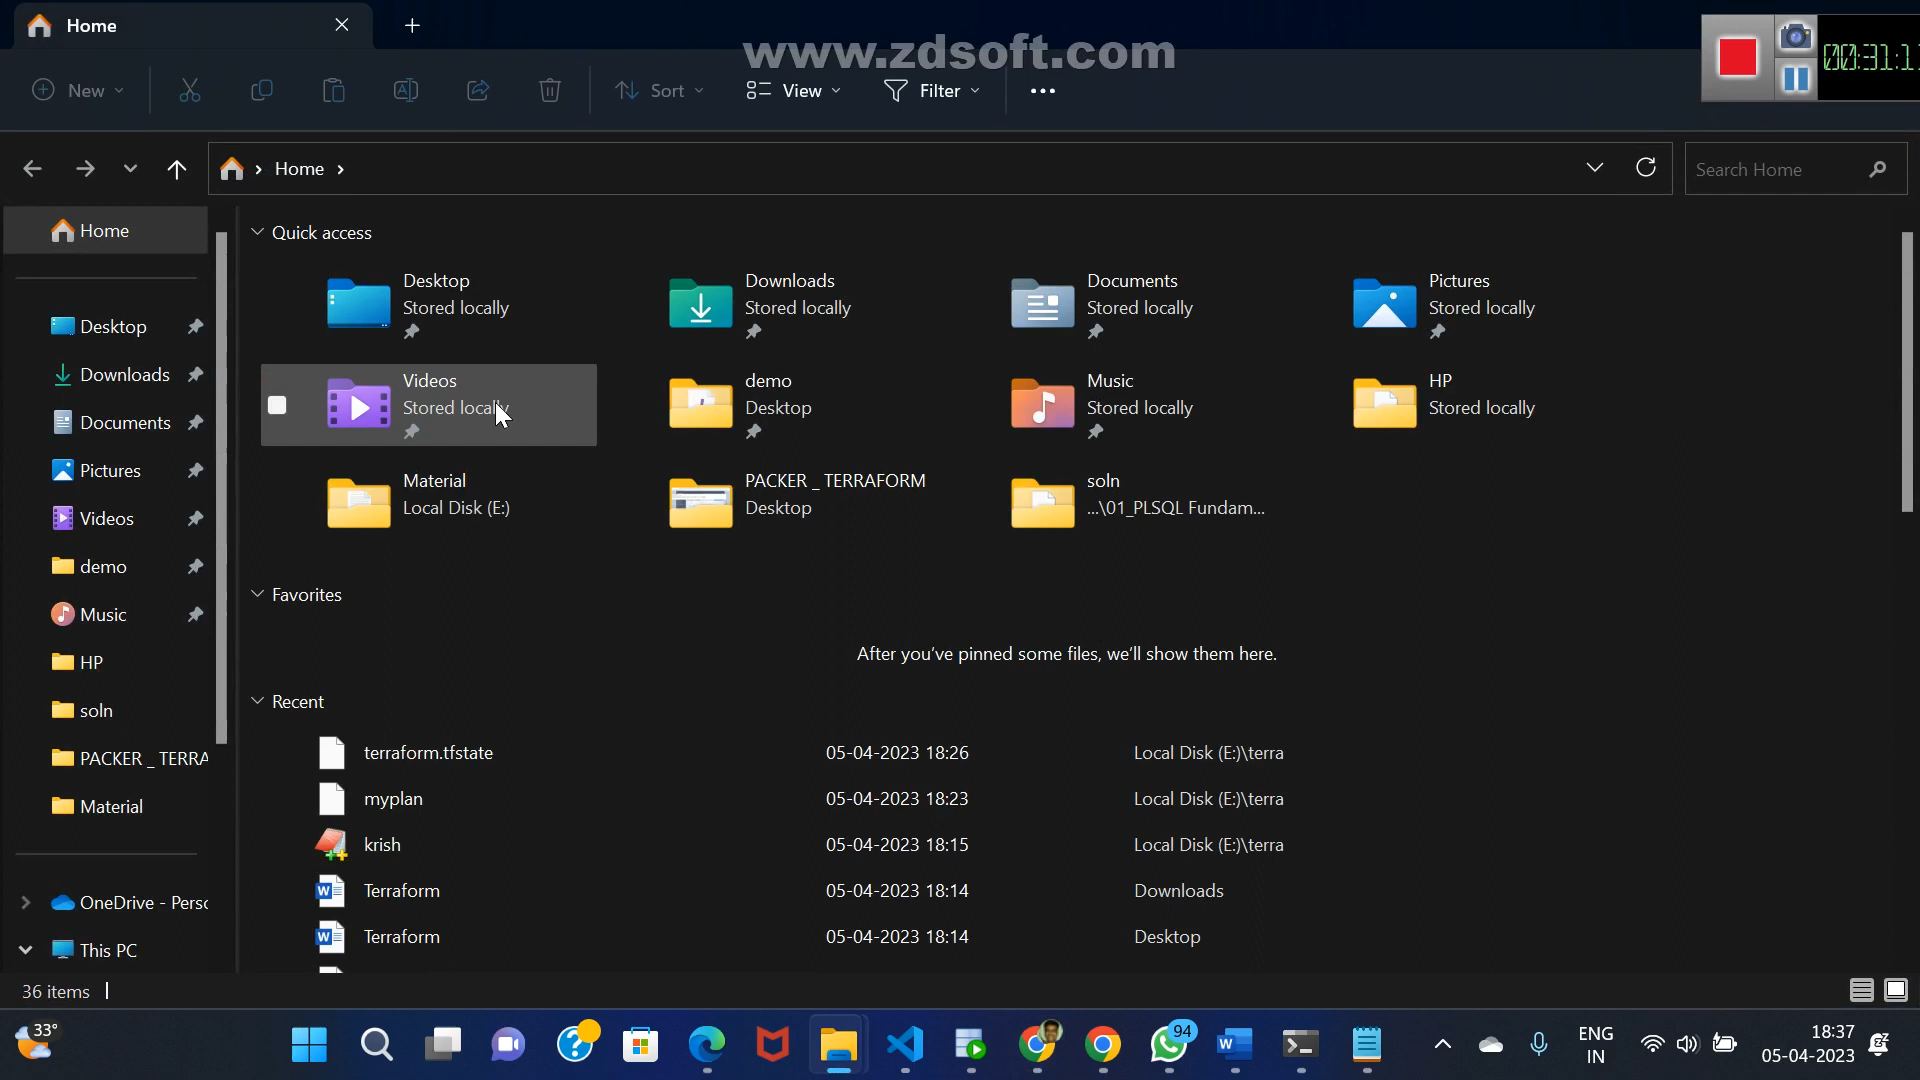 Home
www.zdsoft.com
00:31:1
New
Sort
View
Filter
Home
Search Home
Home
Desktop
Downloads
Documents
Pictures
Videos
demo
Music
HP
soln
PACKER _ TERRA
Material
OneDrive - Perso
This PC
Quick access
Desktop
Stored locally
Downloads
Stored locally
Documents
Stored locally
Pictures
Stored locally
Videos
Stored locally
demo
Desktop
Music
Stored locally
HP
Stored locally
Material
Local Disk (E:)
PACKER _ TERRAFORM
Desktop
soln
...\01_PLSQL Fundam...
Favorites
After you've pinned some files, we'll show them here.
Recent
terraform.tfstate 05-04-2023 18:26 Local Disk (E:)\terra
myplan 05-04-2023 18:23 Local Disk (E:)\terra
krish 05-04-2023 18:15 Local Disk (E:)\terra
Terraform 05-04-2023 18:14 Downloads
Terraform 05-04-2023 18:14 Desktop
36 items
33°
94
ENG
IN
18:37
05-04-2023